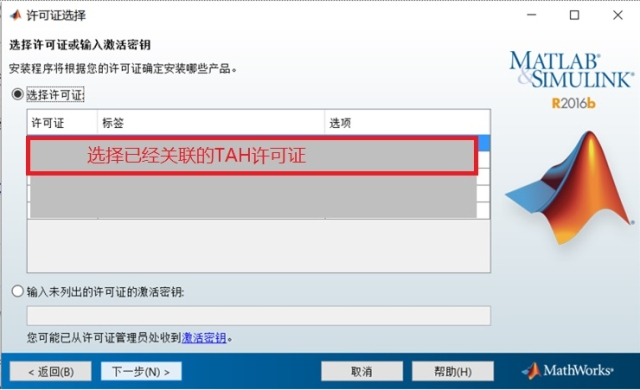 许可证选择
选择许可证或输入激活密钥
安装程序将根据您的许可证确定安装哪些产品。
MATLAB®
&SIMULINK®
R2016b
选择许可证:
许可证 标签 选项
选择已经关联的TAH许可证
输入未列出的许可证的激活密钥:
您可能已从许可证管理员处收到激活密钥。
< 返回(B) 下一步(N) > 取消 帮助(H) MathWorks®